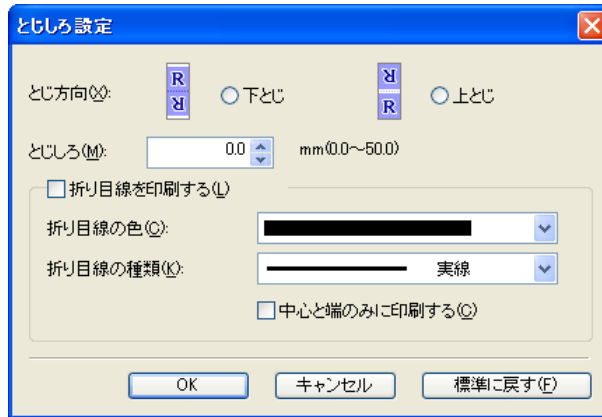 とじしろ設定
とじ方向(X): R R 下とじ R R 上とじ
とじしろ(M): 0.0 mm(0.0～50.0)
折り目線を印刷する(L)
折り目線の色(C):
折り目線の種類(K): 実線
中心と端のみに印刷する(C)
OK キャンセル 標準に戻す(F)